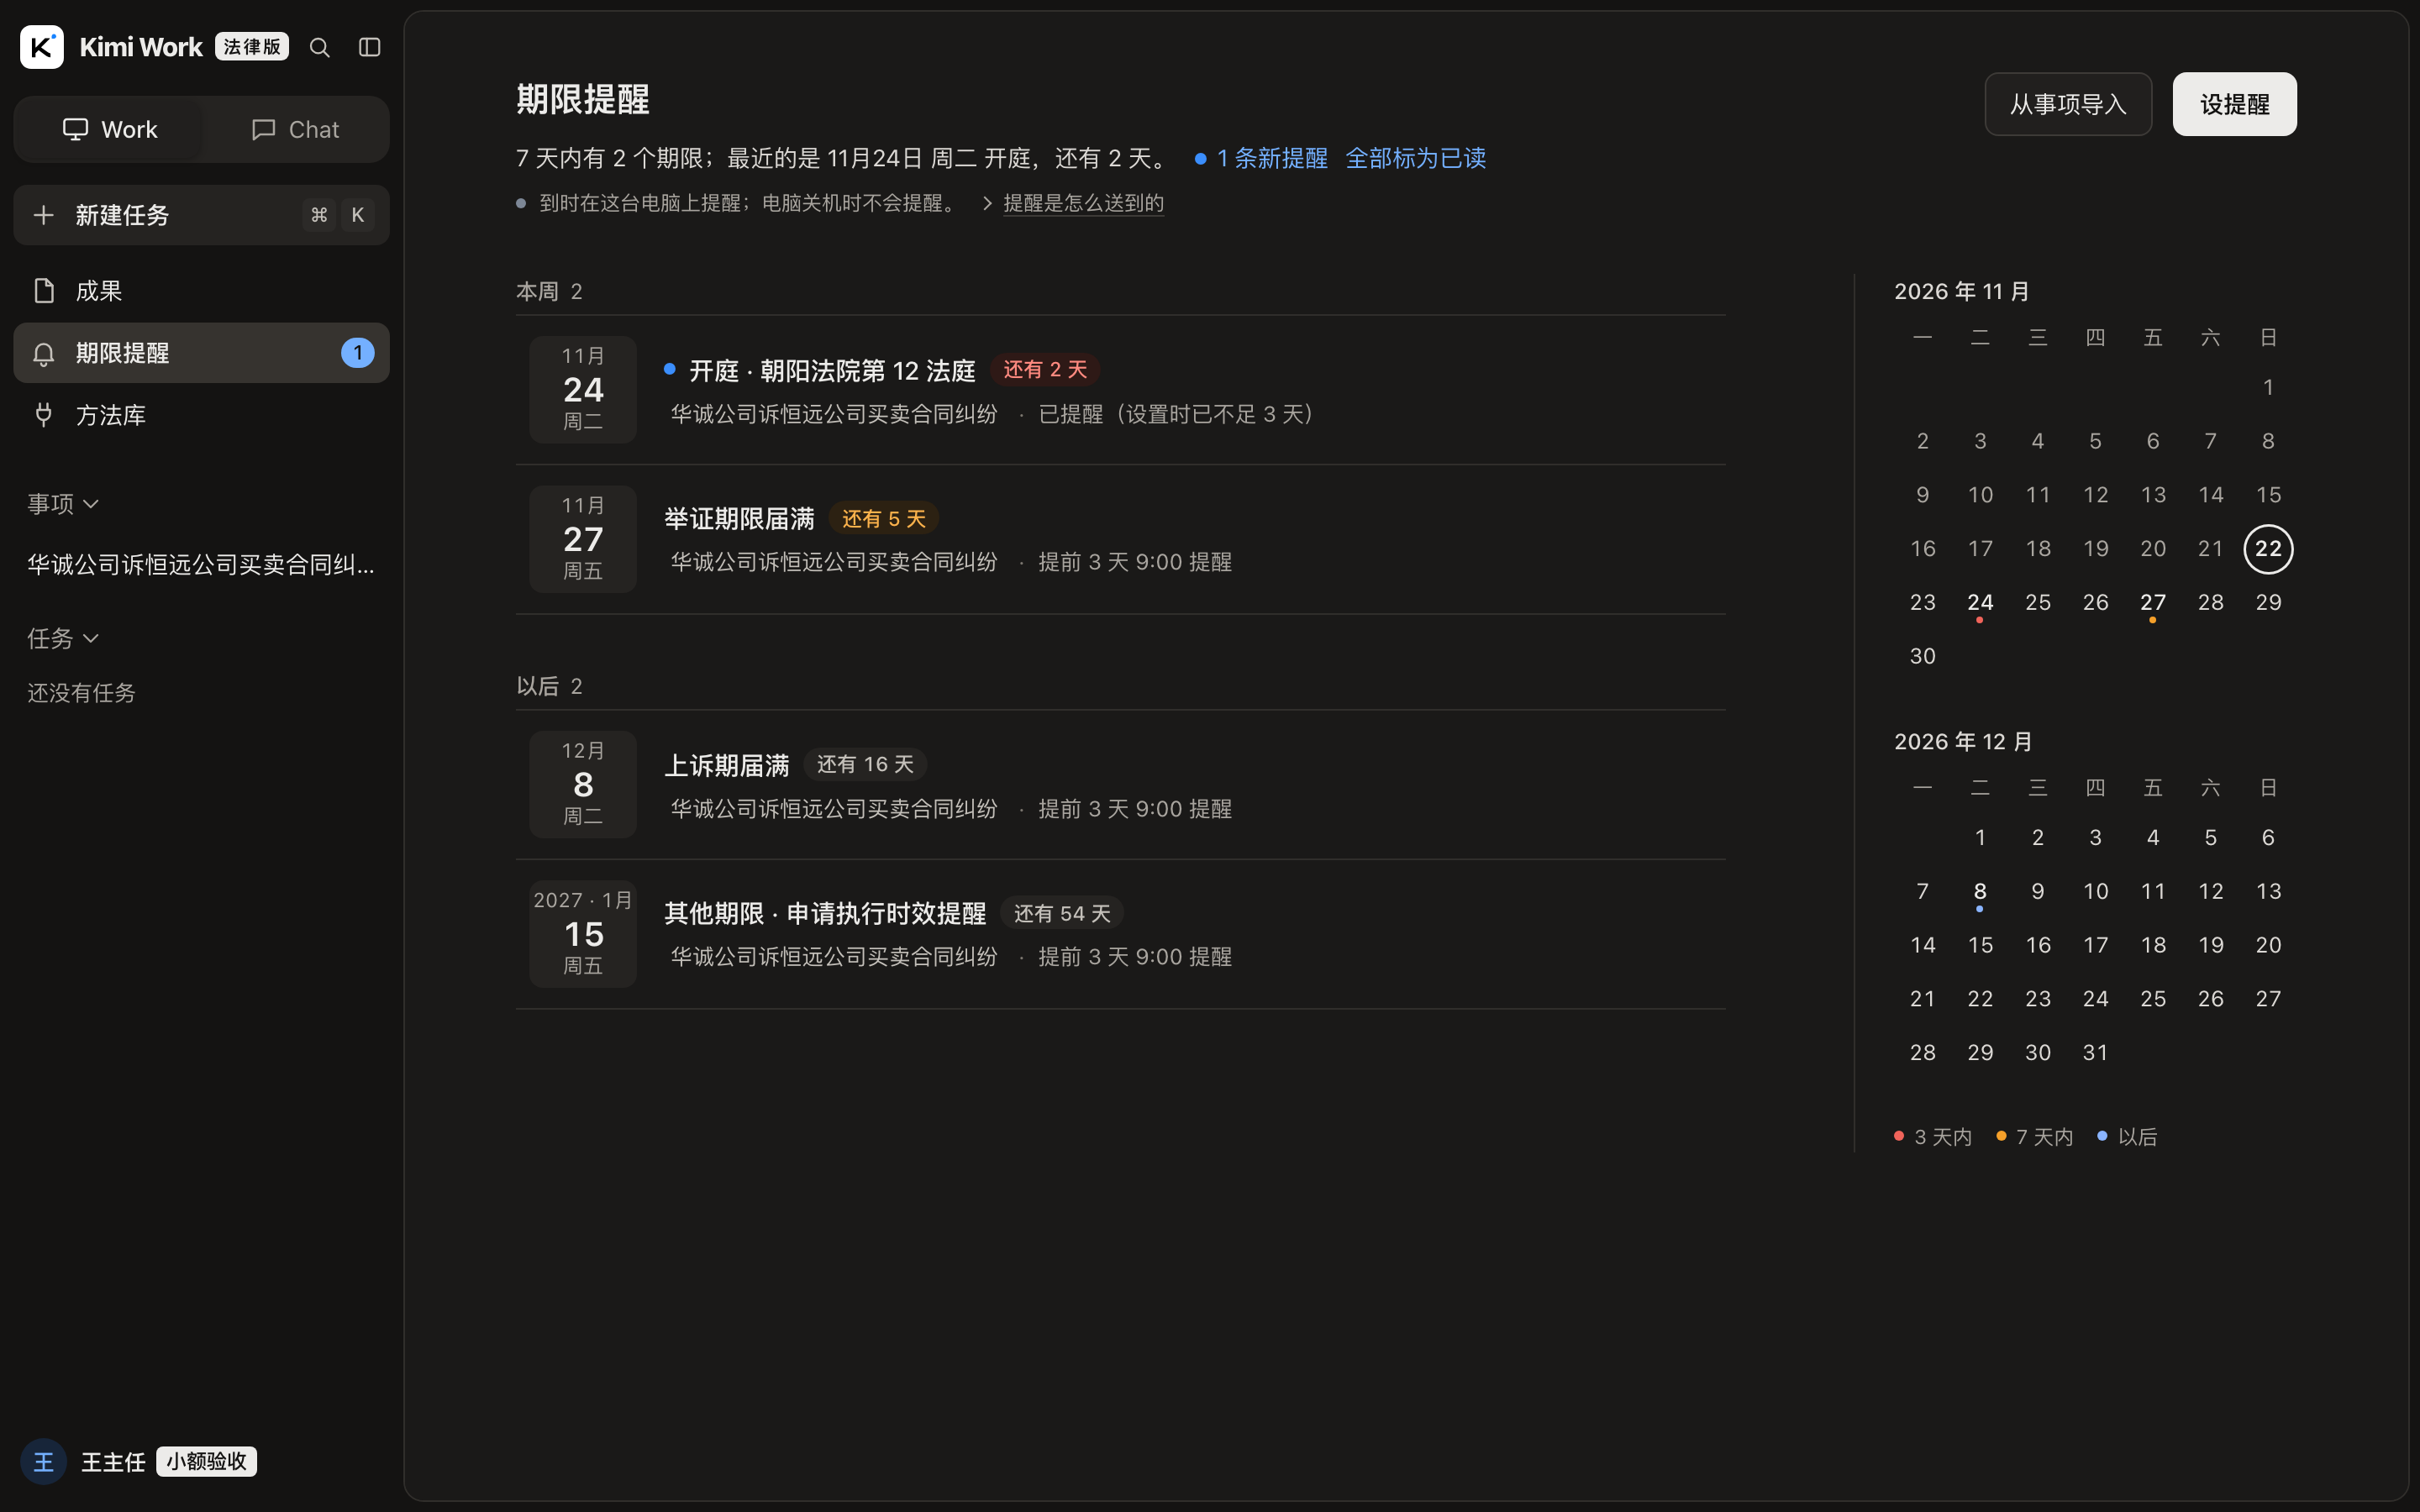 Kimi Work 法律版
Work Chat
新建任务 ⌘ K
成果
期限提醒 1
方法库
事项
华诚公司诉恒远公司买卖合同纠...
任务
还没有任务
王 王主任 小额验收
期限提醒
从事项导入 设提醒
7 天内有 2 个期限；最近的是 11月24日 周二 开庭，还有 2 天。 1 条新提醒 全部标为已读
到时在这台电脑上提醒；电脑关机时不会提醒。 提醒是怎么送到的
本周 2
11月
24
周二
开庭 · 朝阳法院第 12 法庭 还有 2 天
华诚公司诉恒远公司买卖合同纠纷 · 已提醒（设置时已不足 3 天）
11月
27
周五
举证期限届满 还有 5 天
华诚公司诉恒远公司买卖合同纠纷 · 提前 3 天 9:00 提醒
以后 2
12月
8
周二
上诉期届满 还有 16 天
华诚公司诉恒远公司买卖合同纠纷 · 提前 3 天 9:00 提醒
2027 · 1月
15
周五
其他期限 · 申请执行时效提醒 还有 54 天
华诚公司诉恒远公司买卖合同纠纷 · 提前 3 天 9:00 提醒
2026 年 11 月
一 二 三 四 五 六 日
1
2 3 4 5 6 7 8
9 10 11 12 13 14 15
16 17 18 19 20 21 22
23 24 25 26 27 28 29
30
2026 年 12 月
一 二 三 四 五 六 日
1 2 3 4 5 6
7 8 9 10 11 12 13
14 15 16 17 18 19 20
21 22 23 24 25 26 27
28 29 30 31
3 天内 7 天内 以后